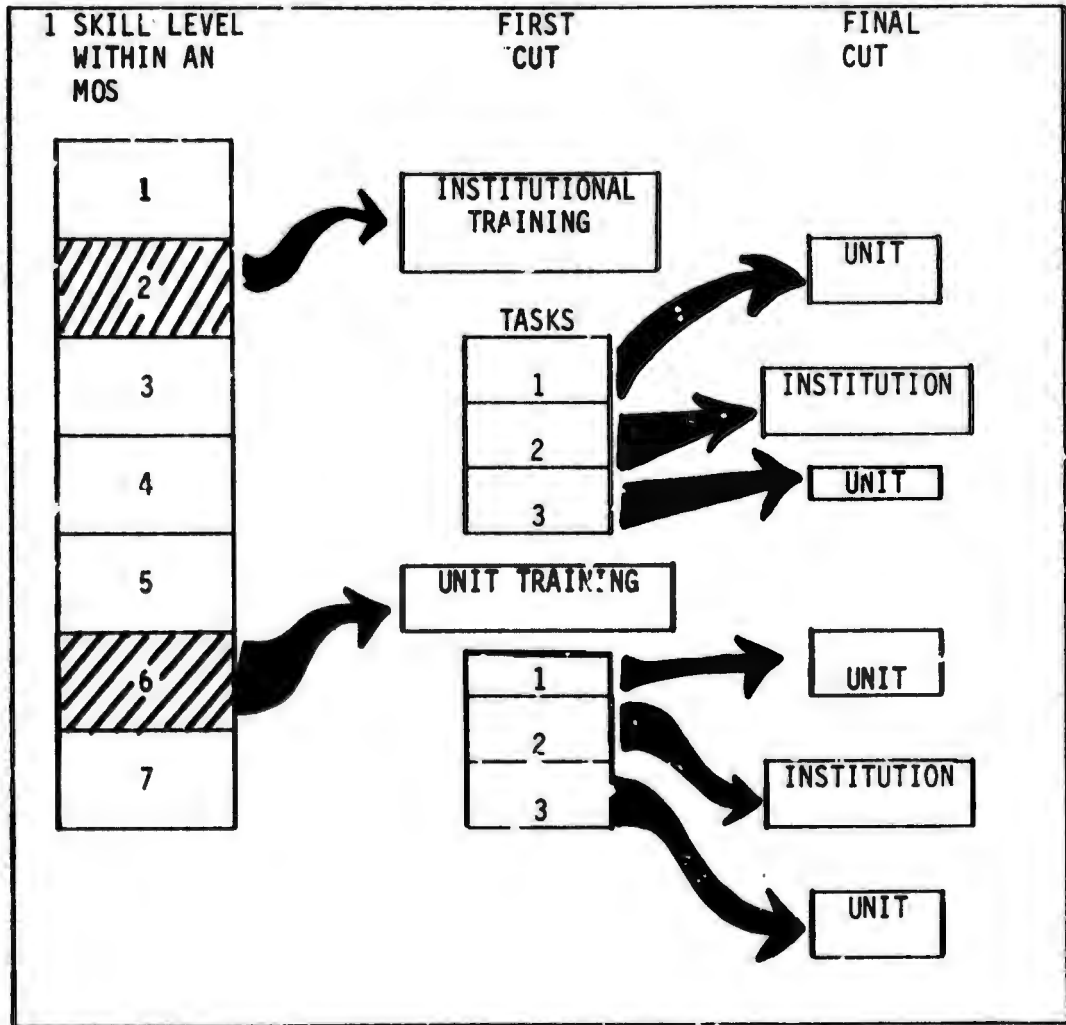 1 SKILL LEVEL
WITHIN AN
MOS
FIRST
CUT
FINAL
CUT
1
2
3
4
5
6
7
INSTITUTIONAL
TRAINING
TASKS
1
2
3
UNIT
INSTITUTION
UNIT
UNIT TRAINING
1
2
3
UNIT
INSTITUTION
UNIT